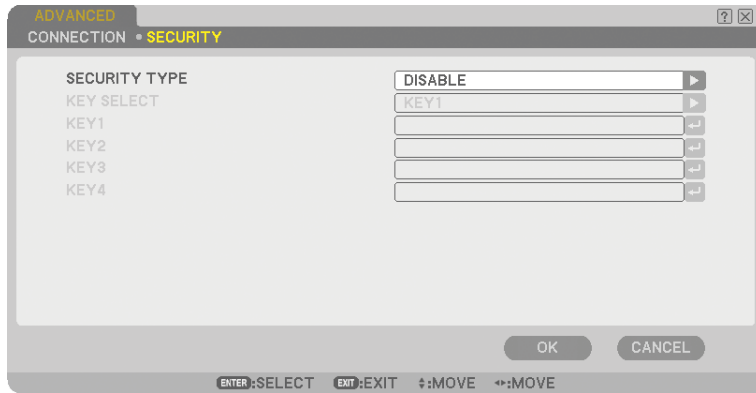 ADVANCED
?
CONNECTION • SECURITY
SECURITY TYPE DISABLE
KEY SELECT KEY1
KEY1
KEY2
KEY3
KEY4
OK CANCEL
ENTER:SELECT EXIT:EXIT :MOVE :MOVE